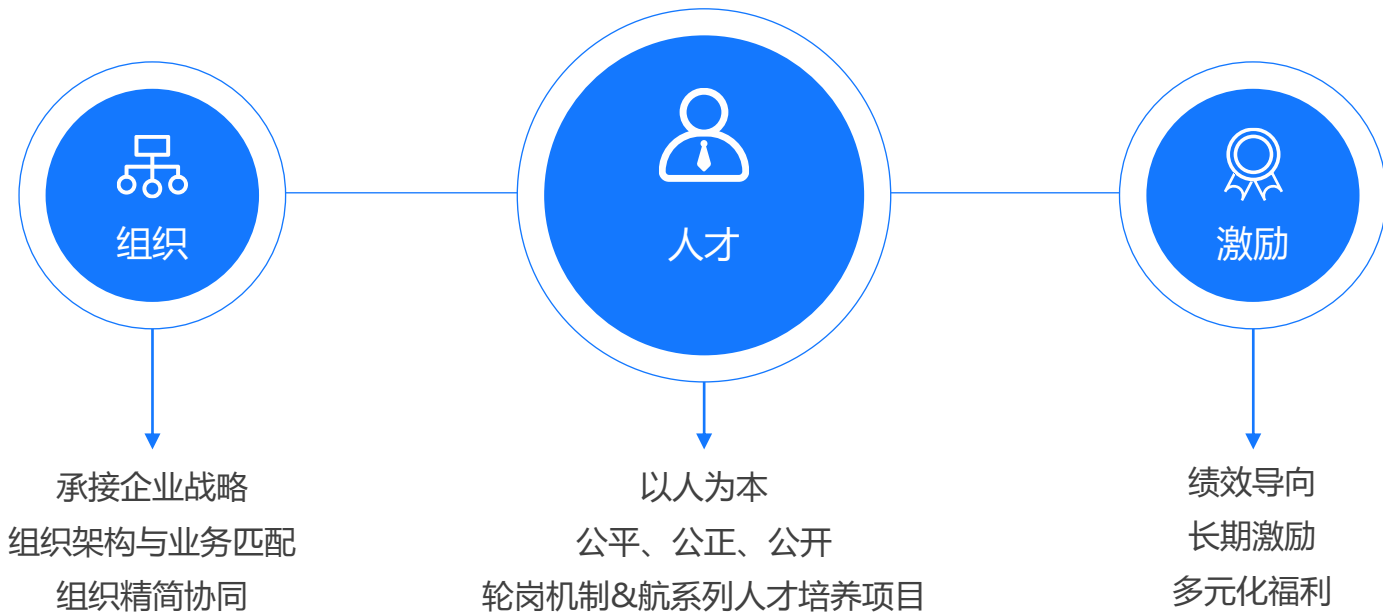 组织
人才
激励
承接企业战略
组织架构与业务匹配
组织精简协同
以人为本
公平、公正、公开
轮岗机制&航系列人才培养项目
绩效导向
长期激励
多元化福利